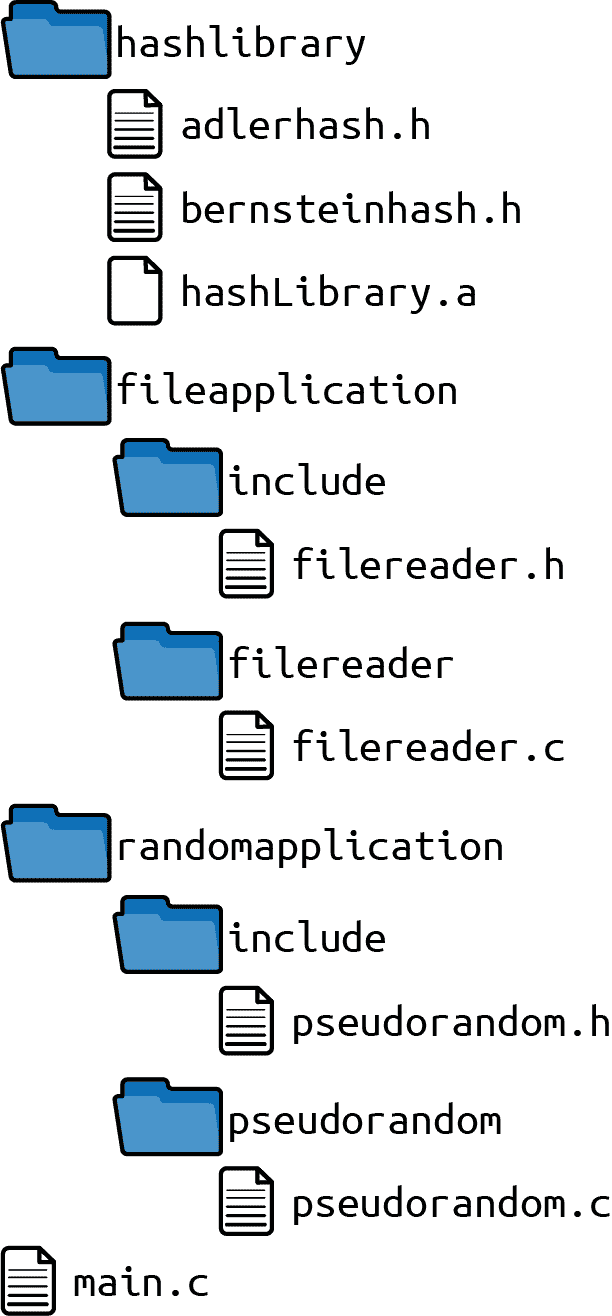 hashlibrary
adlerhash.h
bernsteinhash.h
hashLibrary.a
fileapplication
include
filereader.h
filereader
filereader.c
randomapplication
include
pseudorandom.h
pseudorandom
pseudorandom.c
main.c